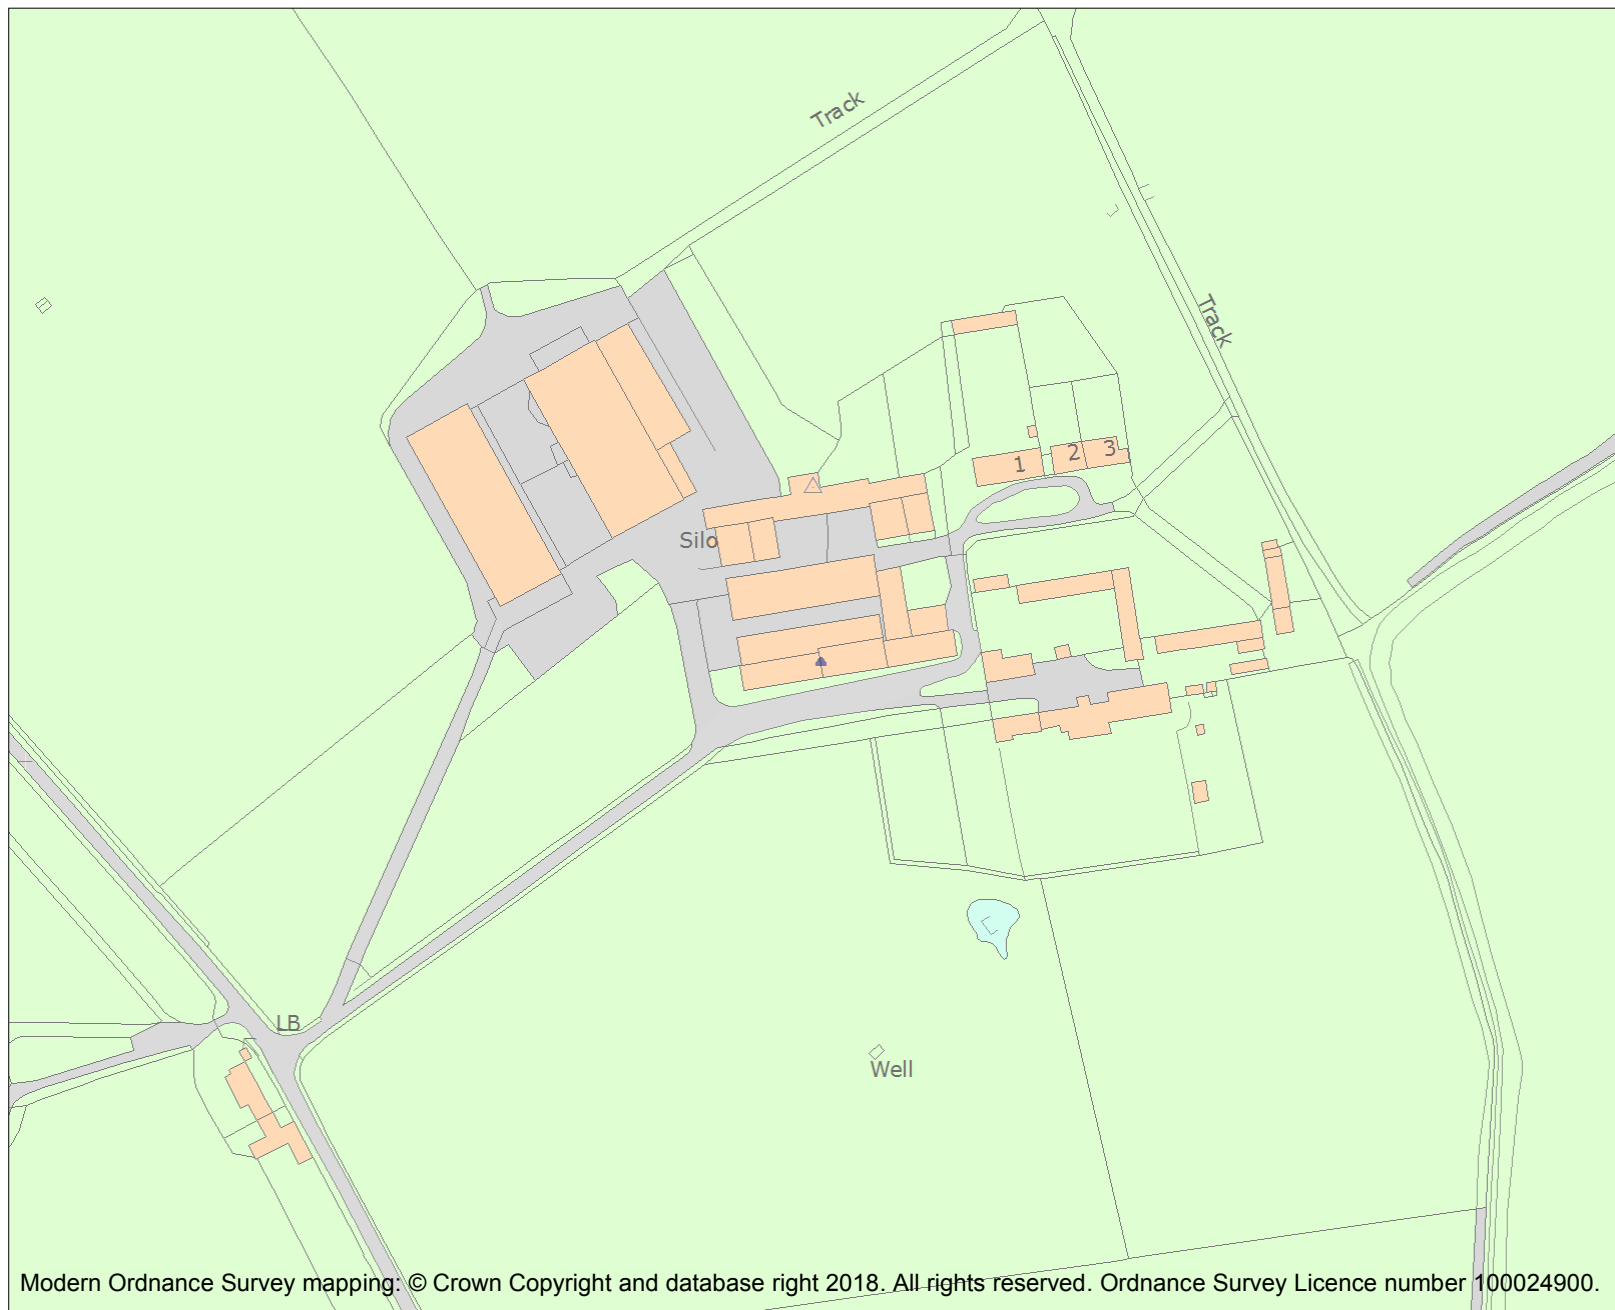 Track
Track
1
2
3
Silo
LB
Well
Modern Ordnance Survey mapping: © Crown Copyright and database right 2018. All rights reserved. Ordnance Survey Licence number 100024900.